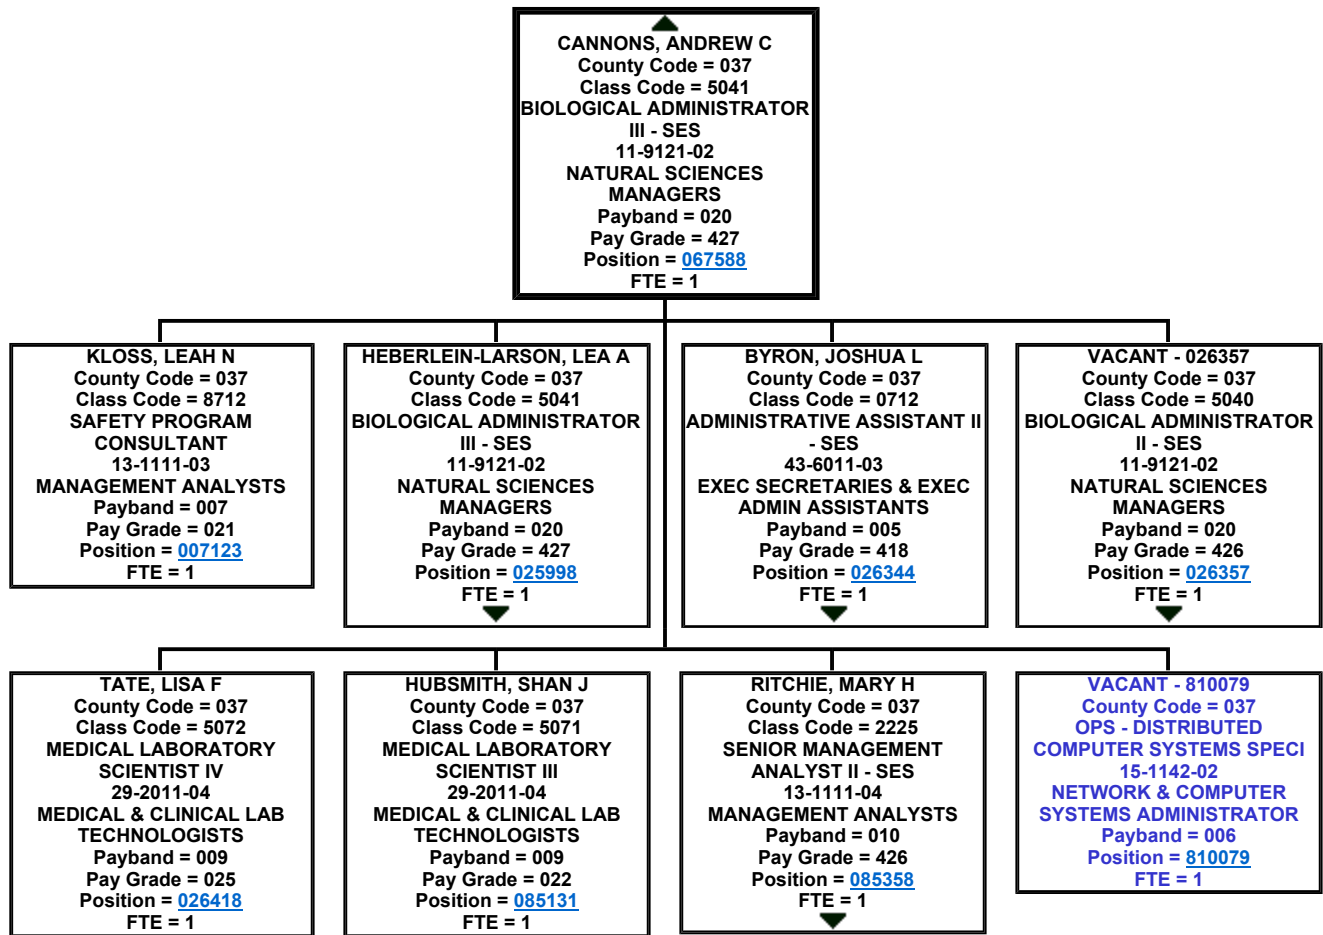 CANNONS, ANDREW C
County Code = 037
Class Code = 5041
BIOLOGICAL ADMINISTRATOR
III - SES
11-9121-02
NATURAL SCIENCES
MANAGERS
Payband = 020
Pay Grade = 427
Position = 067588
FTE = 1
KLOSS, LEAH N
County Code = 037
Class Code = 8712
SAFETY PROGRAM
CONSULTANT
13-1111-03
MANAGEMENT ANALYSTS
Payband = 007
Pay Grade = 021
Position = 007123
FTE = 1
HEBERLEIN-LARSON, LEA A
County Code = 037
Class Code = 5041
BIOLOGICAL ADMINISTRATOR
III - SES
11-9121-02
NATURAL SCIENCES
MANAGERS
Payband = 020
Pay Grade = 427
Position = 025998
FTE = 1
BYRON, JOSHUA L
County Code = 037
Class Code = 0712
ADMINISTRATIVE ASSISTANT II
- SES
43-6011-03
EXEC SECRETARIES & EXEC
ADMIN ASSISTANTS
Payband = 005
Pay Grade = 418
Position = 026344
FTE = 1
VACANT - 026357
County Code = 037
Class Code = 5040
BIOLOGICAL ADMINISTRATOR
II - SES
11-9121-02
NATURAL SCIENCES
MANAGERS
Payband = 020
Pay Grade = 426
Position = 026357
FTE = 1
TATE, LISA F
County Code = 037
Class Code = 5072
MEDICAL LABORATORY
SCIENTIST IV
29-2011-04
MEDICAL & CLINICAL LAB
TECHNOLOGISTS
Payband = 009
Pay Grade = 025
Position = 026418
FTE = 1
HUBSMITH, SHAN J
County Code = 037
Class Code = 5071
MEDICAL LABORATORY
SCIENTIST III
29-2011-04
MEDICAL & CLINICAL LAB
TECHNOLOGISTS
Payband = 009
Pay Grade = 022
Position = 085131
FTE = 1
RITCHIE, MARY H
County Code = 037
Class Code = 2225
SENIOR MANAGEMENT
ANALYST II - SES
13-1111-04
MANAGEMENT ANALYSTS
Payband = 010
Pay Grade = 426
Position = 085358
FTE = 1
VACANT - 810079
County Code = 037
OPS - DISTRIBUTED
COMPUTER SYSTEMS SPECI
15-1142-02
NETWORK & COMPUTER
SYSTEMS ADMINISTRATOR
Payband = 006
Position = 810079
FTE = 1